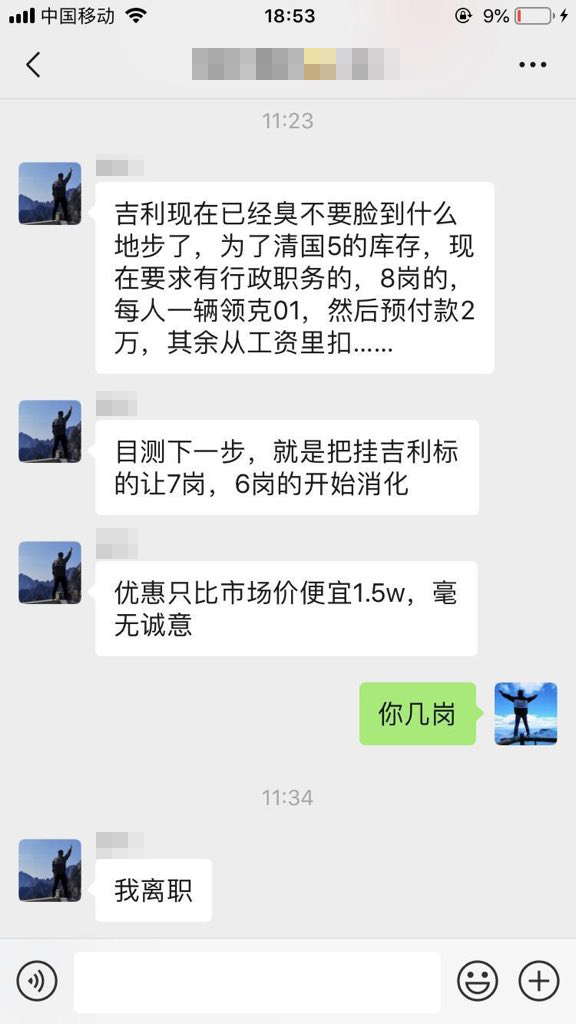 中国移动
18:53
9%
11:23
吉利现在已经臭不要脸到什么
地步了，为了清国5的库存，现
在要求有行政职务的，8岗的，
每人一辆领克01，然后预付款2
万，其余从工资里扣……
目测下一步，就是把挂吉利标
的让7岗，6岗的开始消化
优惠只比市场价便宜1.5w，毫
无诚意
你几岗
11:34
我离职